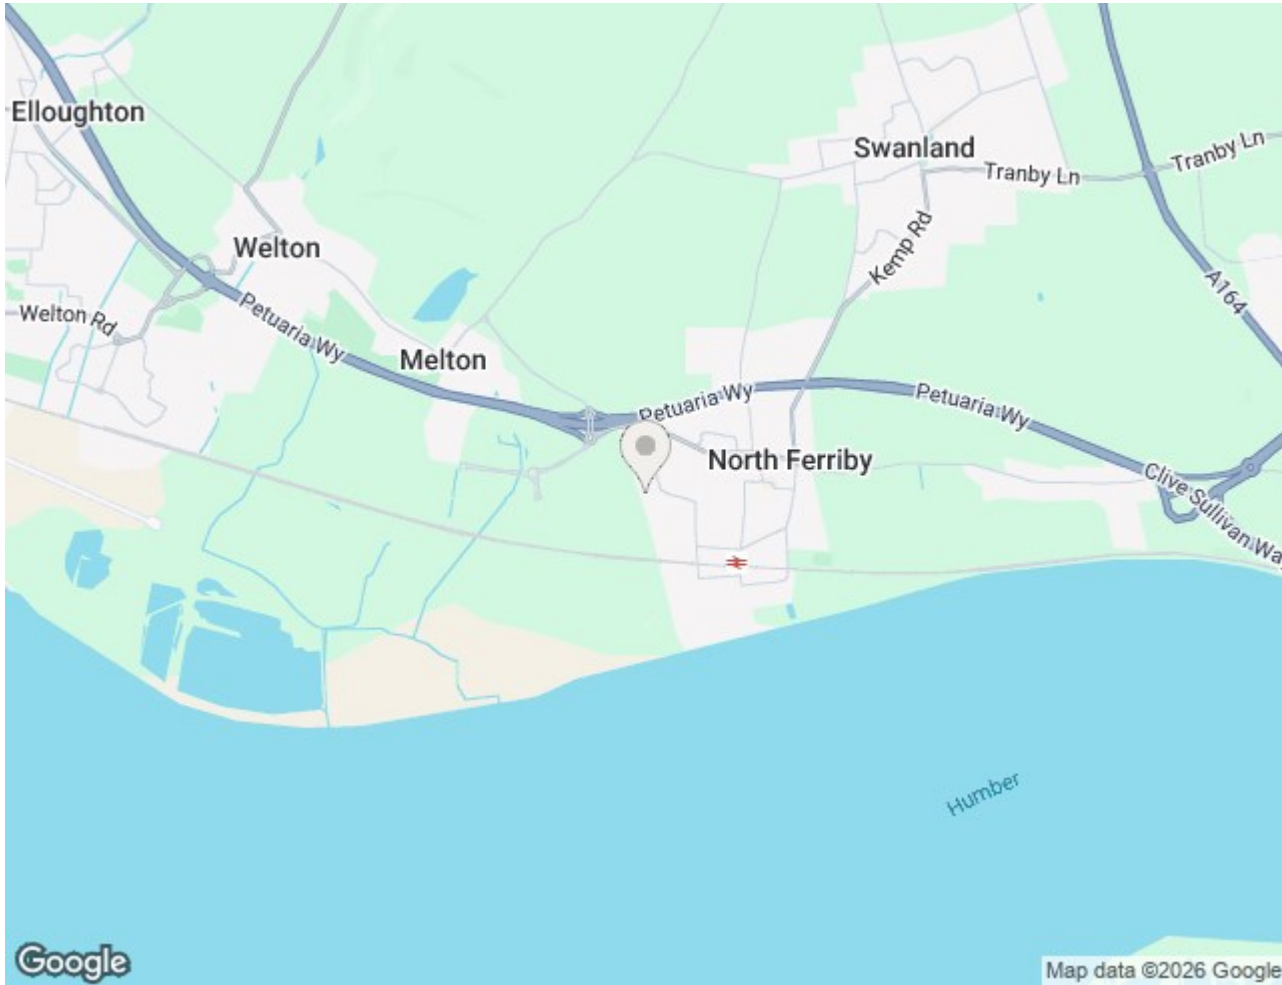 Elloughton
Swanland
Tranby Ln
Tranby Ln
Kemp Rd
Welton
A164
Welton Rd
Petuaria Wy
Melton
Petuaria Wy
Petuaria Wy
North Ferriby
Clive Sullivan Way
Humber
Google
Map data ©2026 Google